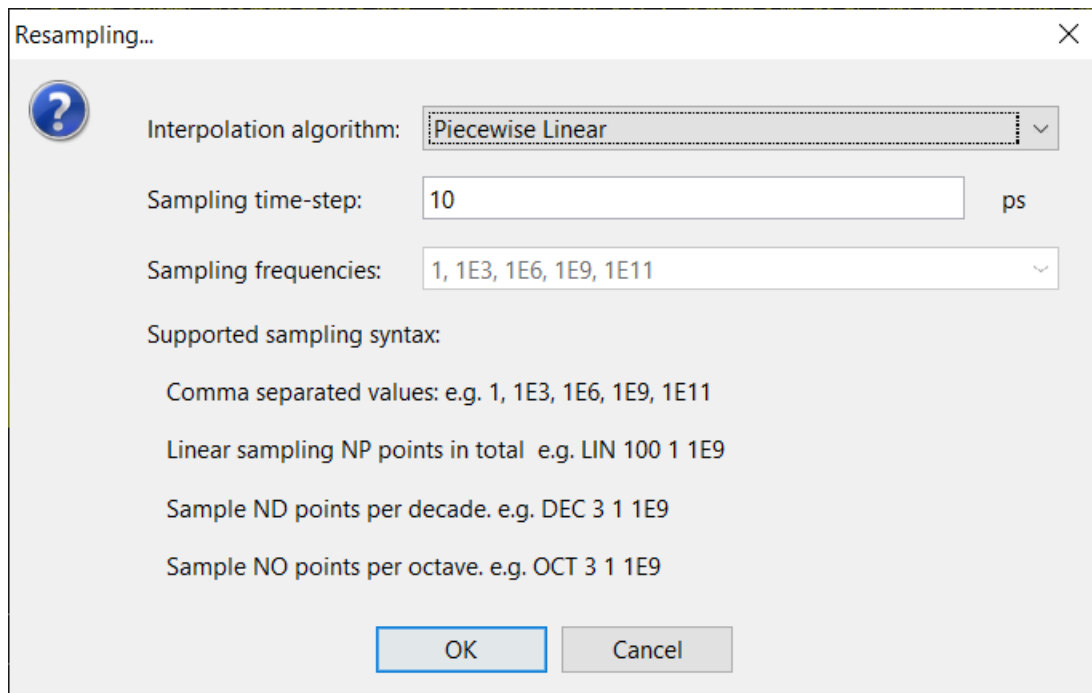 Resampling...
Interpolation algorithm: Piecewise Linear
Sampling time-step: 10 ps
Sampling frequencies: 1, 1E3, 1E6, 1E9, 1E11
Supported sampling syntax:
Comma separated values: e.g. 1, 1E3, 1E6, 1E9, 1E11
Linear sampling NP points in total  e.g. LIN 100 1 1E9
Sample ND points per decade. e.g. DEC 3 1 1E9
Sample NO points per octave. e.g. OCT 3 1 1E9
OK Cancel